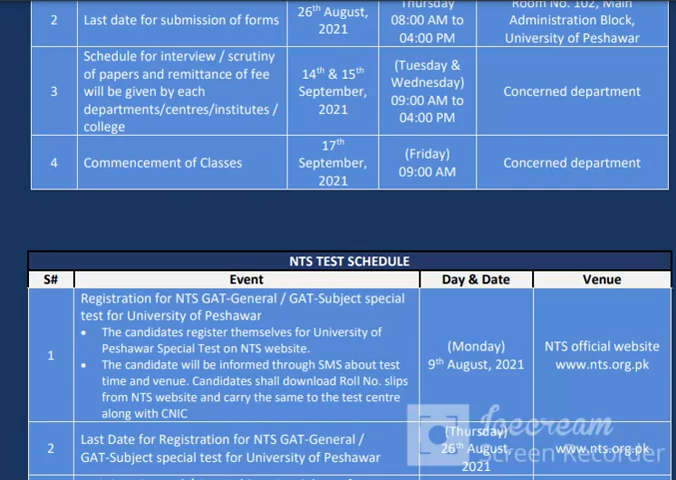 2 Last date for submission of forms 26th August, 2021 Thursday 08:00 AM to 04:00 PM Room No. 102, Main Administration Block, University of Peshawar
3 Schedule for interview / scrutiny of papers and remittance of fee will be given by each departments/centres/institutes / college 14th & 15th September, 2021 (Tuesday & Wednesday) 09:00 AM to 04:00 PM Concerned department
4 Commencement of Classes 17th September, 2021 (Friday) 09:00 AM Concerned department
NTS TEST SCHEDULE
S# Event Day & Date Venue
1 Registration for NTS GAT-General / GAT-Subject special
test for University of Peshawar
• The candidates register themselves for University of
Peshawar Special Test on NTS website.
• The candidate will be informed through SMS about test
time and venue. Candidates shall download Roll No. slips
from NTS website and carry the same to the test centre
along with CNIC
(Monday)
9th August, 2021
NTS official website
www.nts.org.pk
2 Last Date for Registration for NTS GAT-General /
GAT-Subject special test for University of Peshawar
(Thursday)
26th August,
2021
www.nts.org.pk
Icecream
Screen Recorder